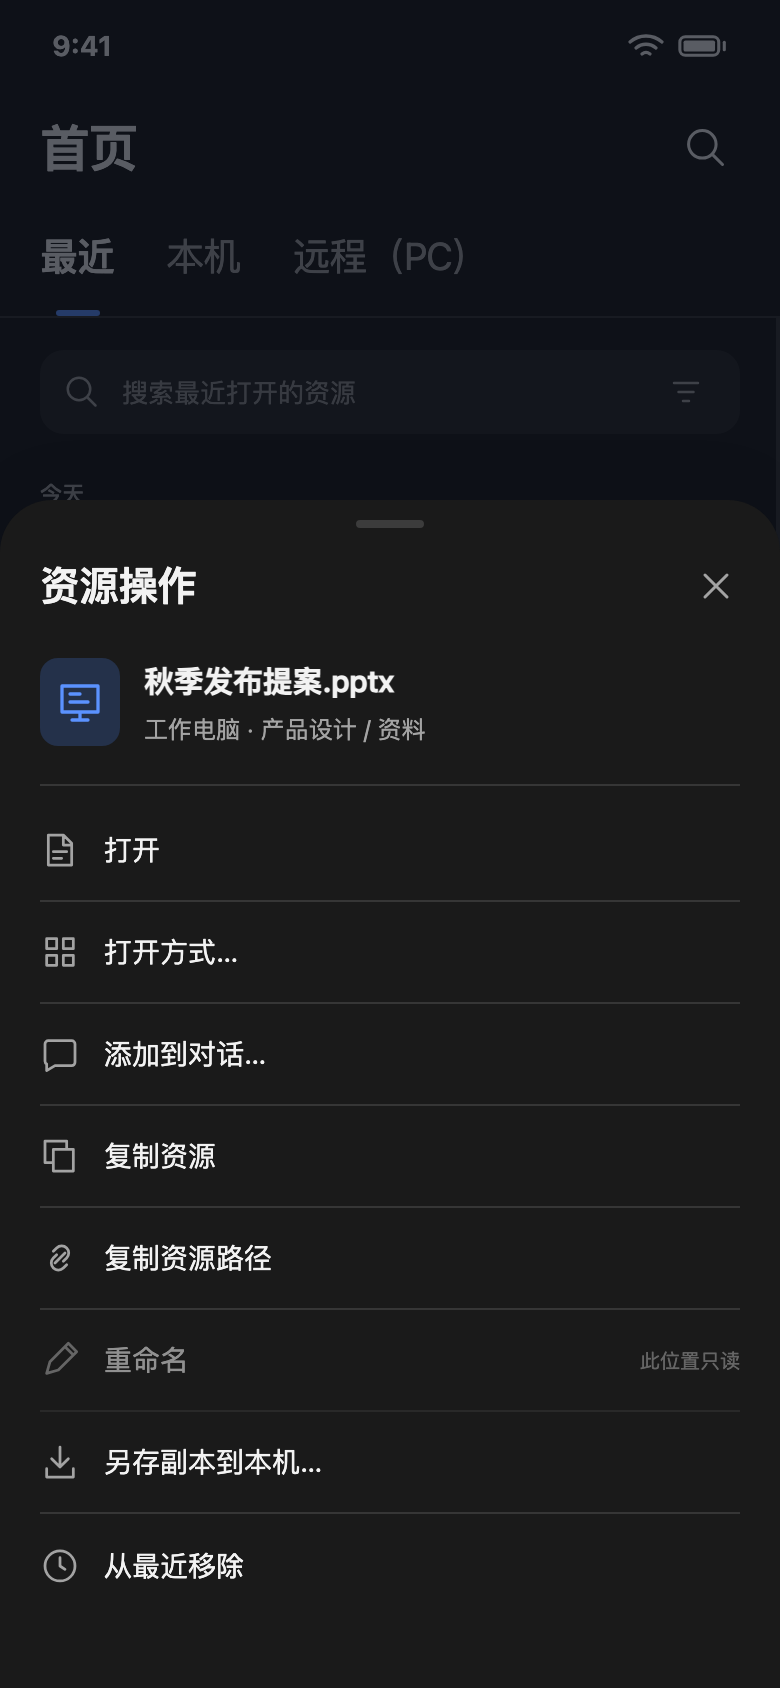 9:41
首页
最近 本机 远程（PC）
搜索最近打开的资源
今天
资源操作
秋季发布提案.pptx
工作电脑 · 产品设计 / 资料
打开
打开方式...
添加到对话...
复制资源
复制资源路径
重命名 此位置只读
另存副本到本机...
从最近移除